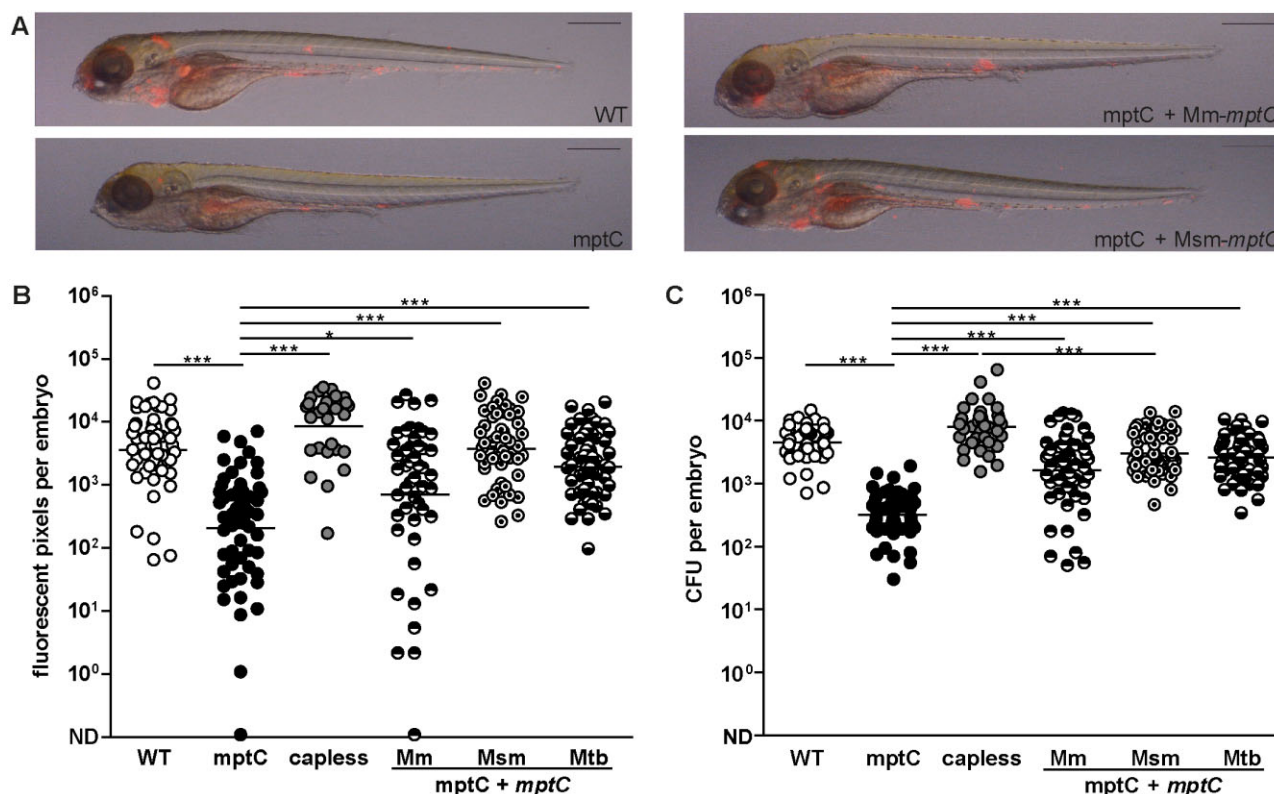 A
WT
mptC + Mm-mptC
mptC
mptC + Msm-mptC
B
fluorescent pixels per embryo
10⁶
10⁵
10⁴
10³
10²
10¹
10⁰
ND
***
***
*
***
***
WT mptC capless Mm Msm Mtb
mptC + mptC
C
CFU per embryo
10⁶
10⁵
10⁴
10³
10²
10¹
10⁰
ND
***
***
***
*** *** ***
WT mptC capless Mm Msm Mtb
mptC + mptC